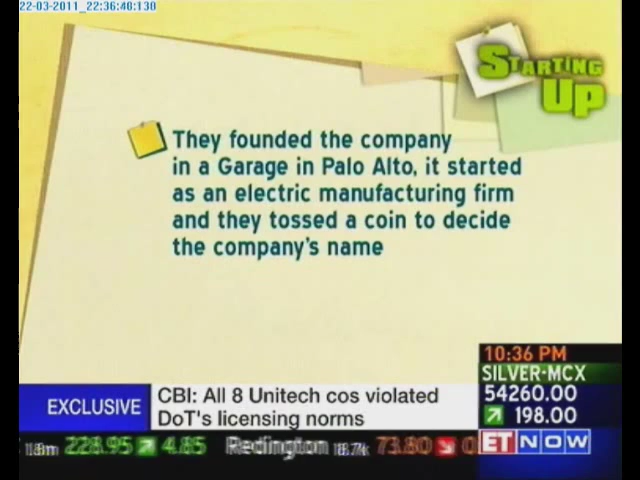 22-03-2011_22:36:40:130
STARTING
UP
They founded the company
in a Garage in Palo Alto, it started
as an electric manufacturing firm
and they tossed a coin to decide
the company's name
10:36 PM
SILVER-MCX
54260.00
198.00
EXCLUSIVE
CBI: All 8 Unitech cos violated
DoT's licensing norms
228.95 4.85 Redington 73.80
ET NOW